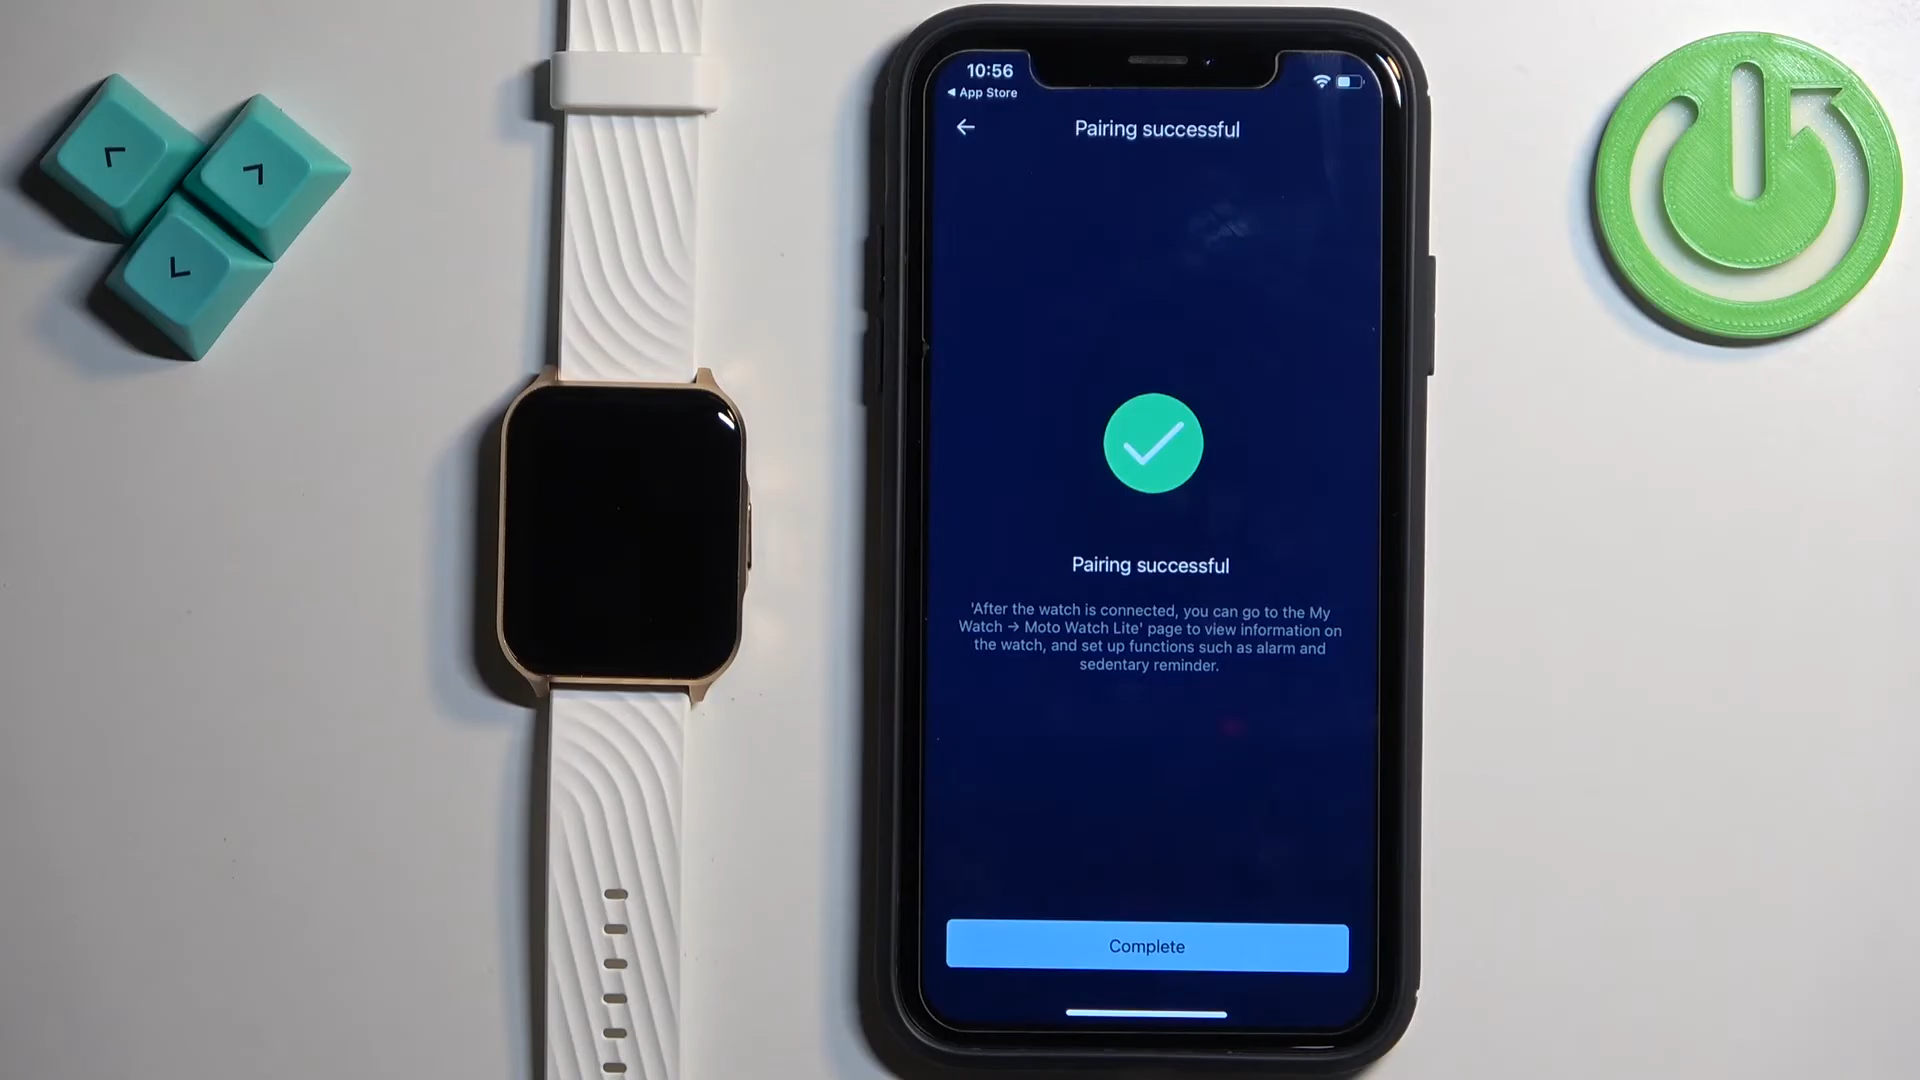 10:56
◀ App Store
← Pairing successful
Pairing successful
'After the watch is connected, you can go to the My
Watch → Moto Watch Lite' page to view information on
the watch, and set up functions such as alarm and
sedentary reminder.
Complete